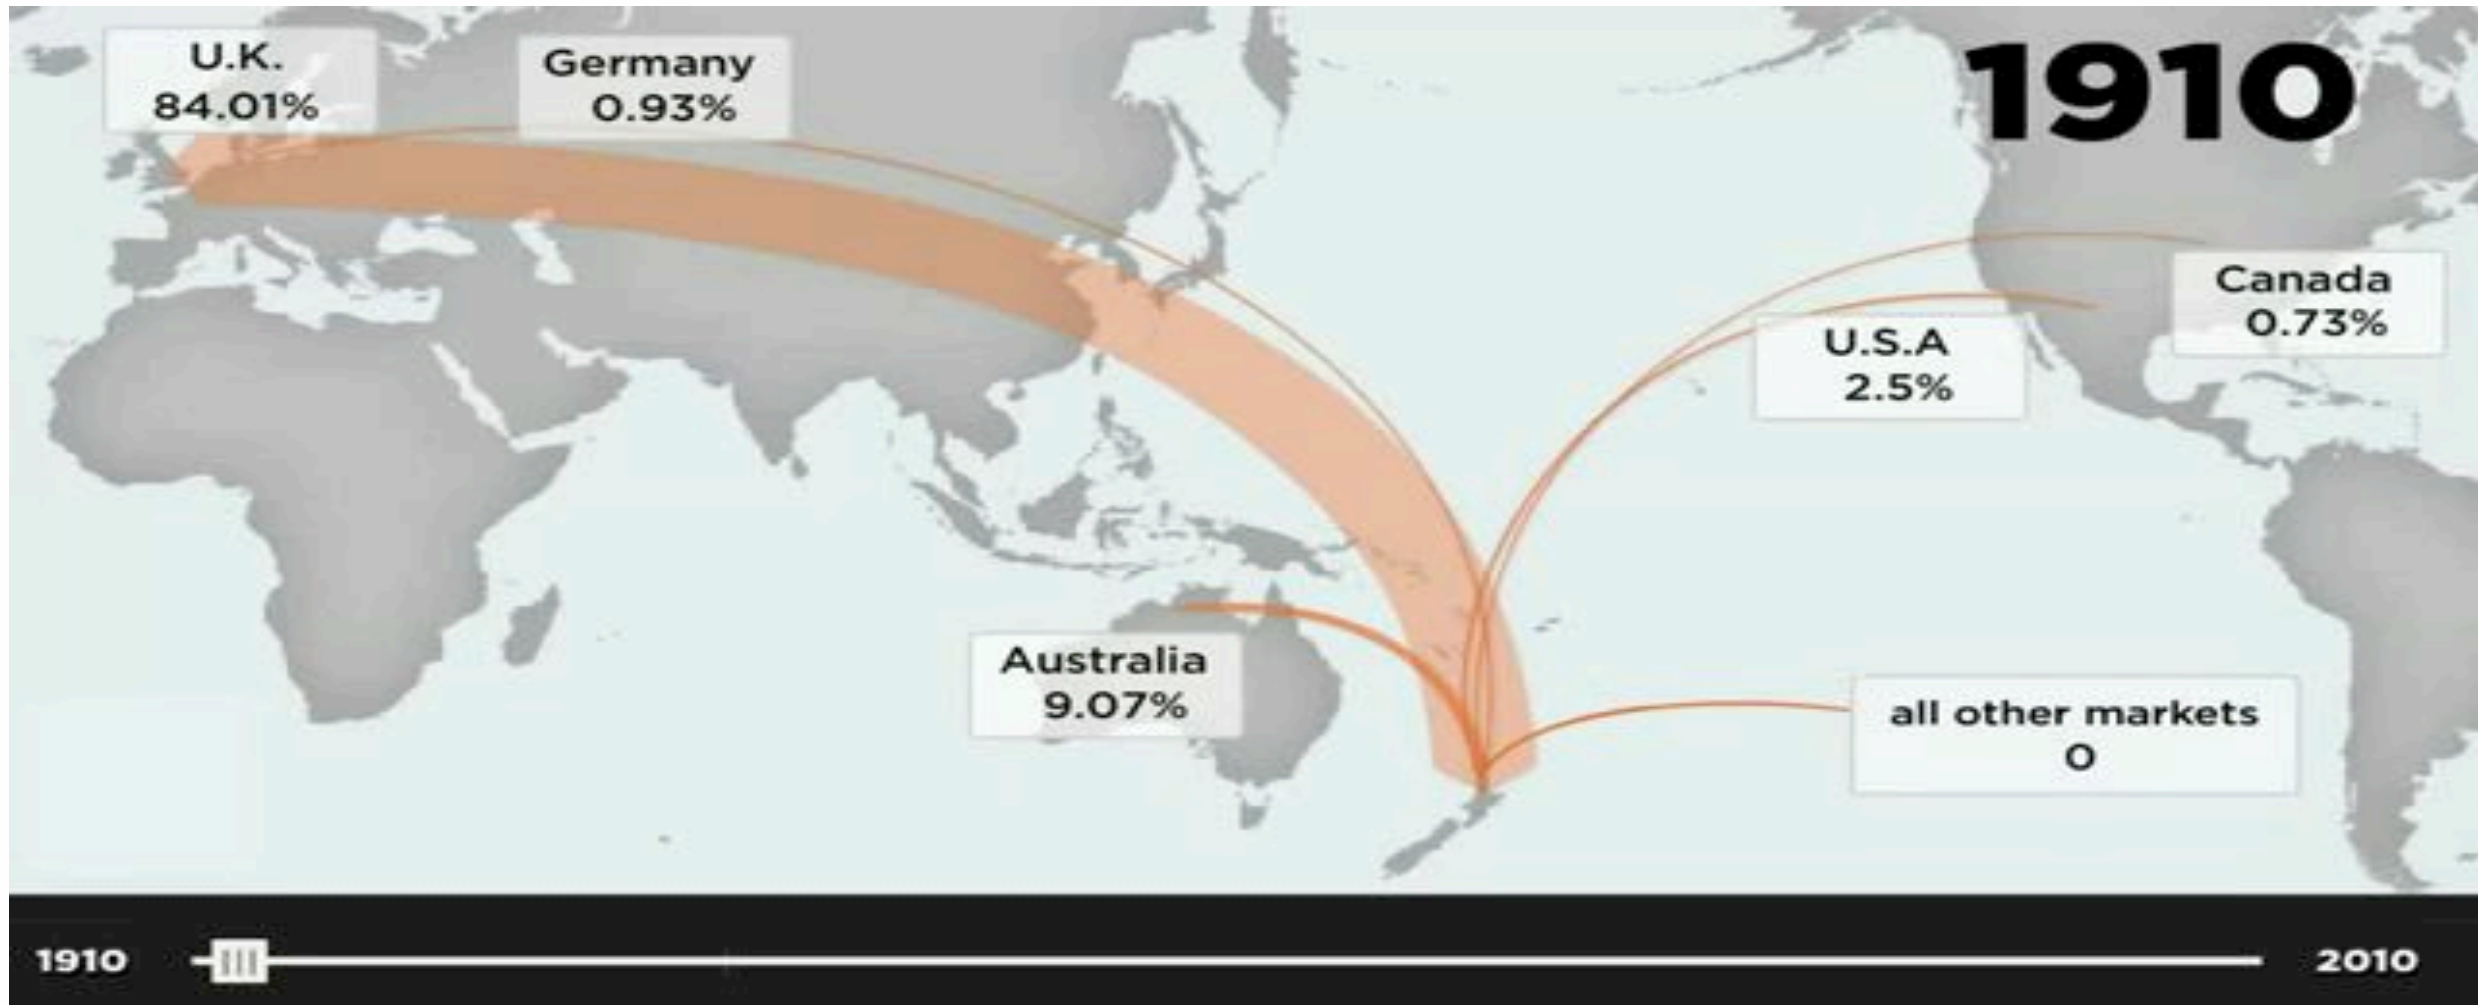 U.K.
84.01%
Germany
0.93%
1910
Canada
0.73%
U.S.A
2.5%
Australia
9.07%
all other markets
0
1910
2010